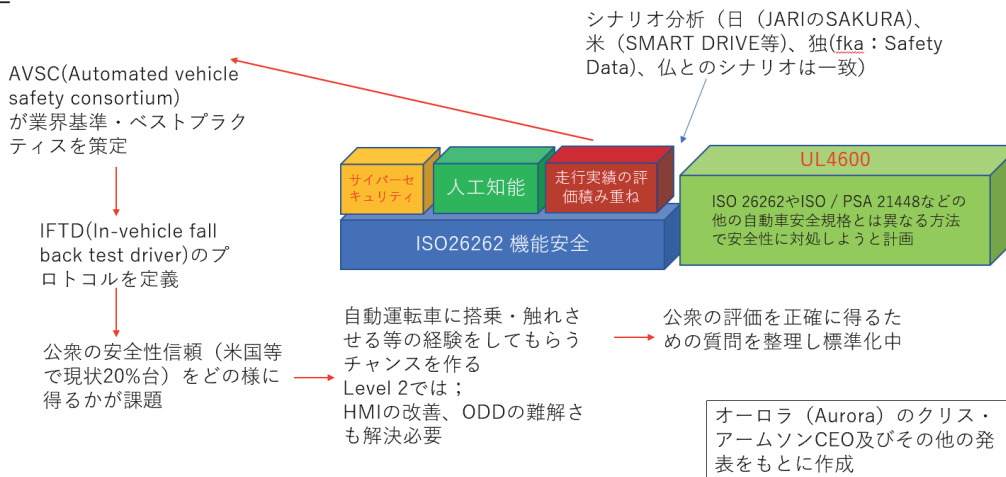 シナリオ分析（日（JARIのSAKURA)、
米（SMART DRIVE等)、独(fka：Safety
Data)、仏とのシナリオは一致）
AVSC(Automated vehicle
safety consortium)
が業界基準・ベストプラク
ティスを策定
サイバーセ
キュリティ
人工知能
走行実績の評
価積み重ね
ISO26262 機能安全
UL4600
ISO 26262やISO / PSA 21448などの
他の自動車安全規格とは異なる方法
で安全性に対処しようと計画
IFTD(In-vehicle fall
back test driver)のプ
ロトコルを定義
公衆の安全性信頼（米国等
で現状20%台）をどの様に
得るかが課題
自動運転車に搭乗・触れさ
せる等の経験をしてもらう
チャンスを作る
Level 2では；
HMIの改善、ODDの難解さ
も解決必要
公衆の評価を正確に得るた
めの質問を整理し標準化中
オーロラ（Aurora）のクリス・
アームソンCEO及びその他の発
表をもとに作成